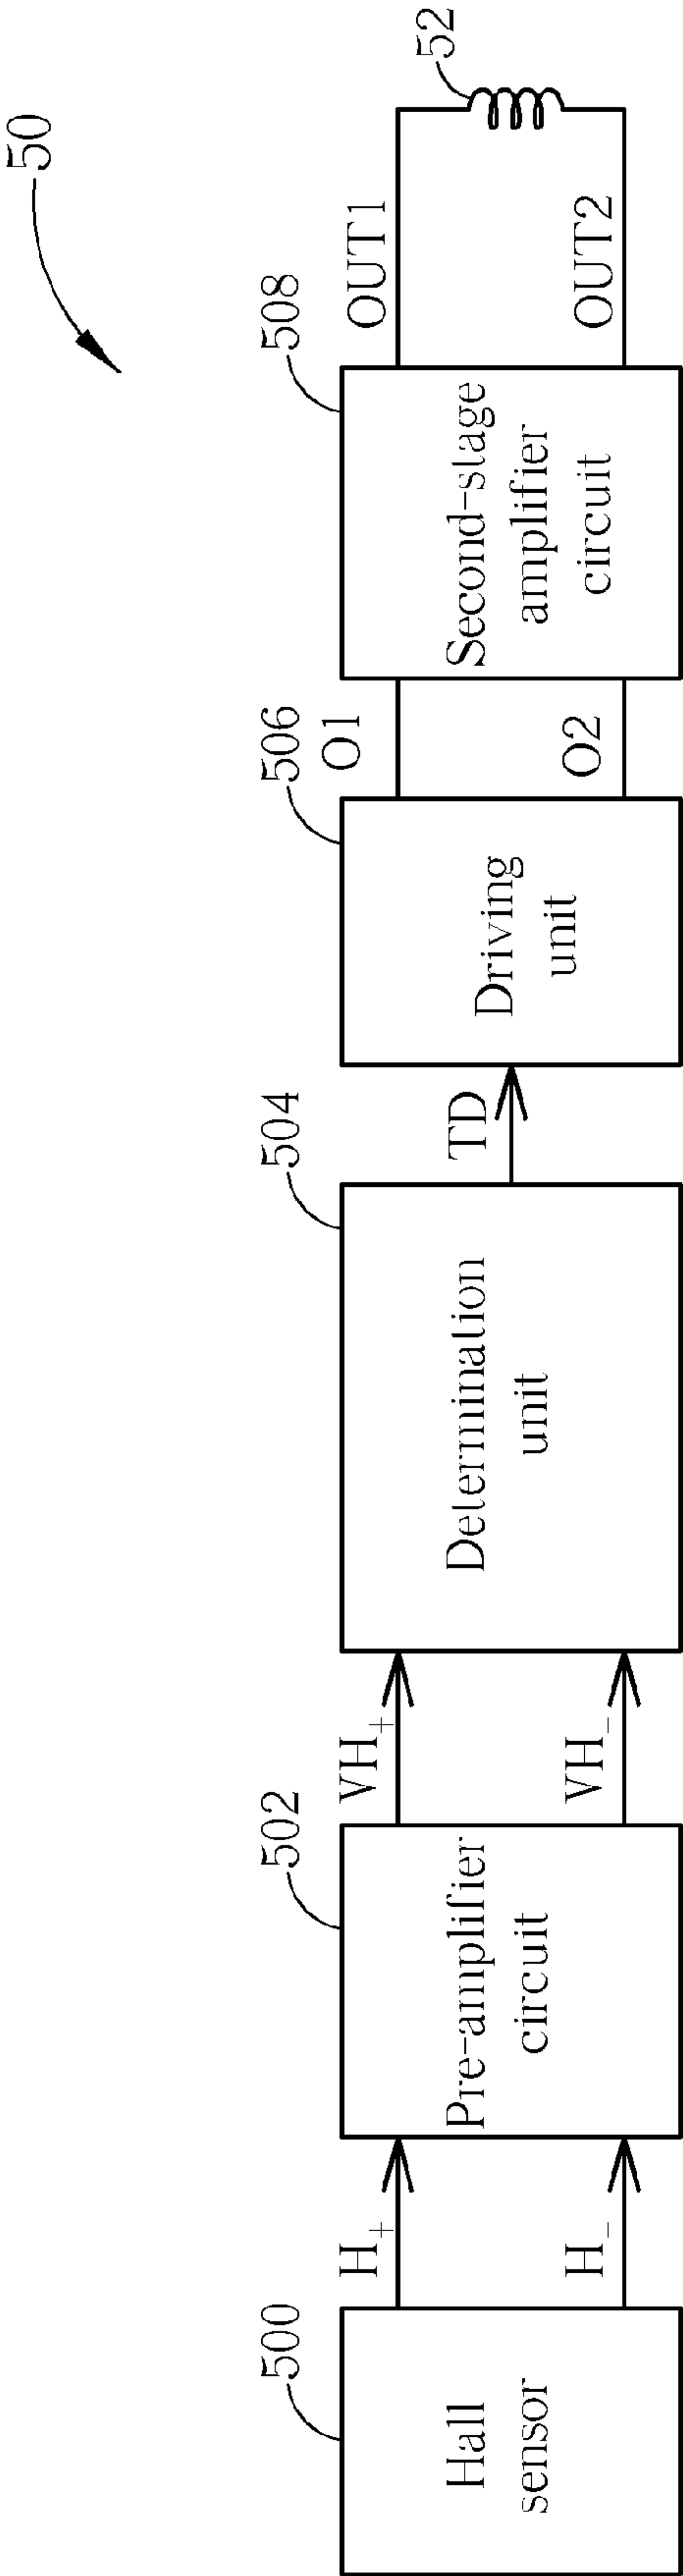 50
500
Hall
sensor
H+
H-
502
Pre-amplifier
circuit
VH+
VH-
504
Determination
unit
TD
506
Driving
unit
O1
O2
508
Second-stage
amplifier
circuit
OUT1
OUT2
52